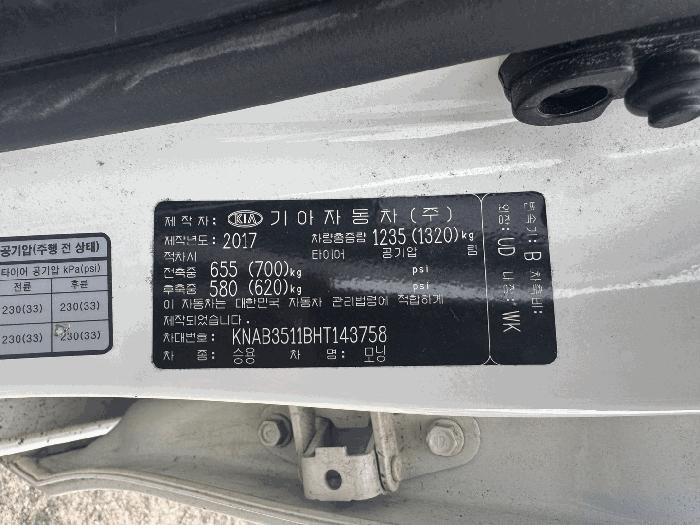 공기압(주행 전 상태)
타이어 공기압 kPa(psi)
전륜 후륜
230(33) 230(33)
230(33) 230(33)
제 작 자: KIA 기아자동차(주)
제작년도: 2017 차량총중량 1235 (1320)kg
적차시 타이어 공기압 림
전축중 655 (700)kg psi
후축중 580 (620)kg psi
이 자동차는 대한민국 자동차 관리법령에 적합하게
제작되었습니다.
차대번호: KNAB3511BHT143758
차 종: 승용 차 명: 모닝
변속기: B 종감속비:
외장: UD 내장: WK